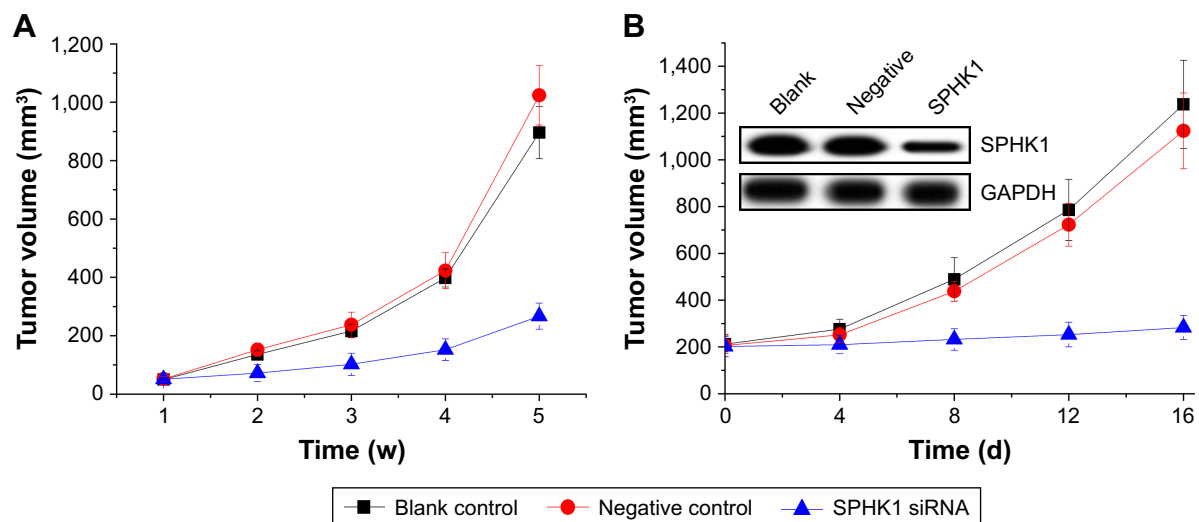 A
1,200
1,000
800
600
400
200
0
Tumor volume (mm³)
1 2 3 4 5
Time (w)
B
1,400
1,200
1,000
800
600
400
200
0
Tumor volume (mm³)
Blank Negative SPHK1
SPHK1
GAPDH
0 4 8 12 16
Time (d)
Blank control Negative control SPHK1 siRNA